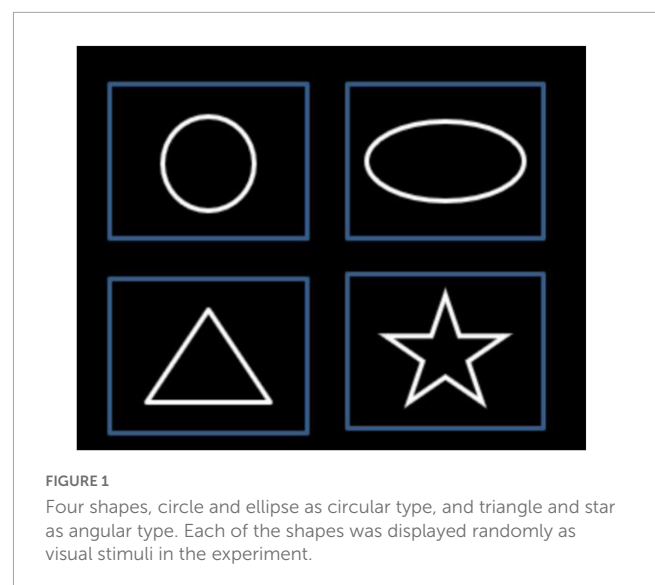 FIGURE 1
Four shapes, circle and ellipse as circular type, and triangle and star
as angular type. Each of the shapes was displayed randomly as
visual stimuli in the experiment.